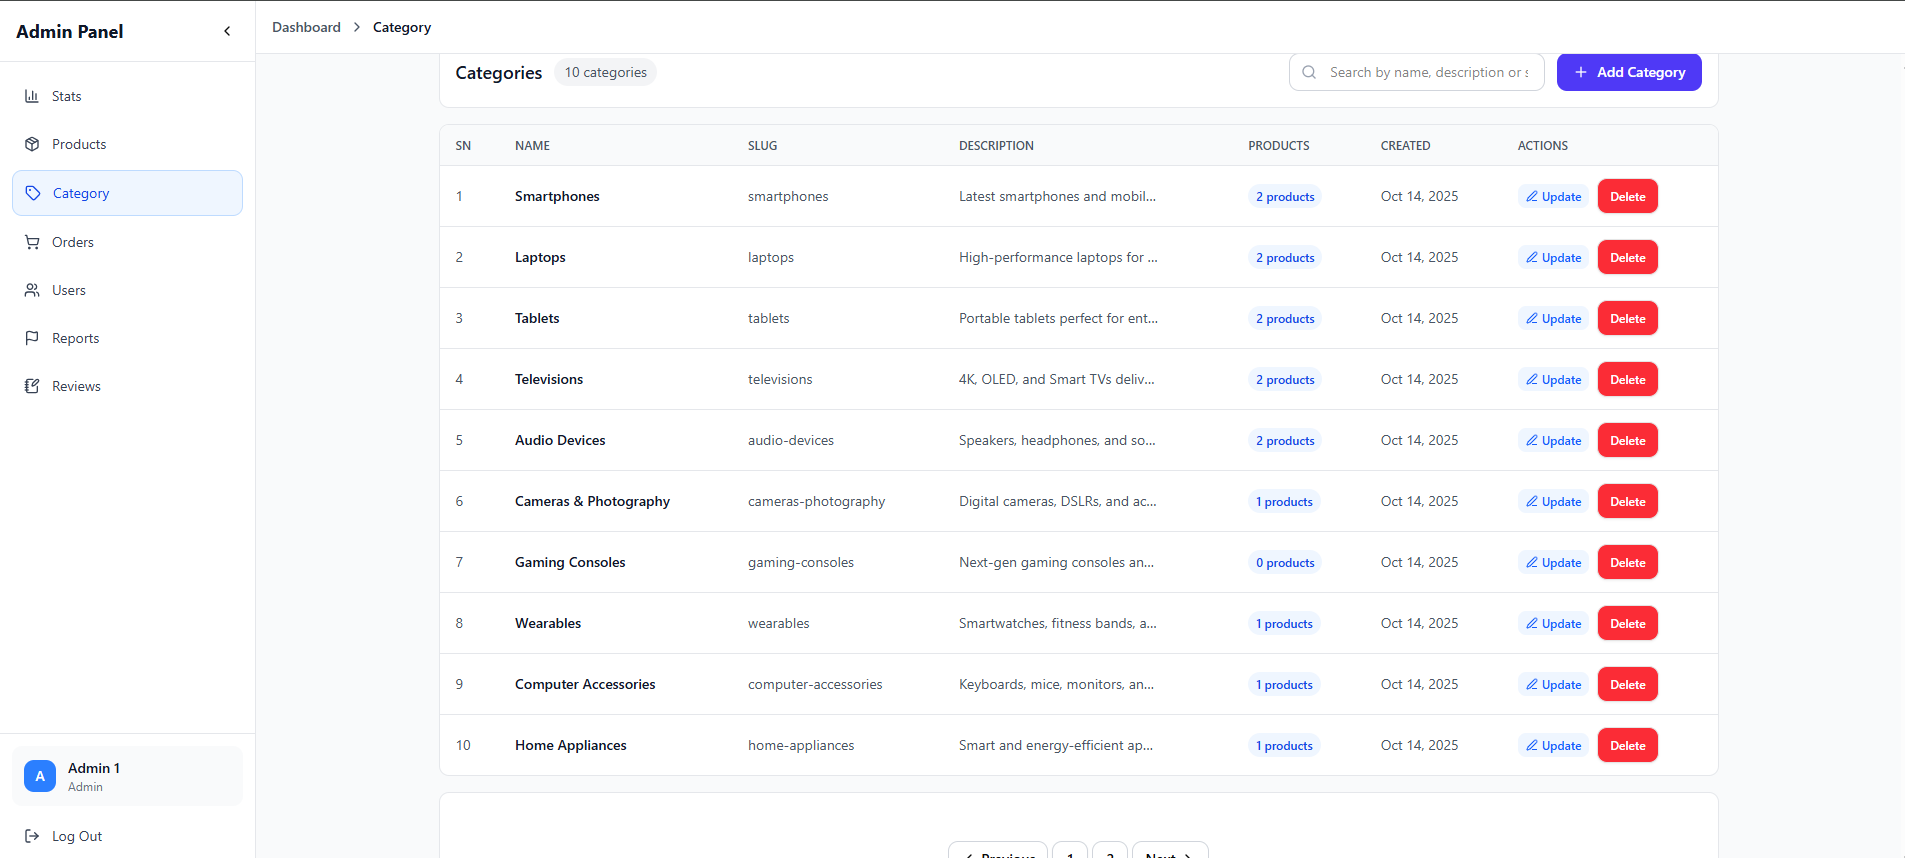 Admin Panel
Stats
Products
Category
Orders
Users
Reports
Reviews
A
Admin 1
Admin
Log Out
Dashboard > Category
Categories 10 categories
Search by name, description or s
Add Category
SN NAME SLUG DESCRIPTION PRODUCTS CREATED ACTIONS
1 Smartphones smartphones Latest smartphones and mobil... 2 products Oct 14, 2025 Update Delete
2 Laptops laptops High-performance laptops for ... 2 products Oct 14, 2025 Update Delete
3 Tablets tablets Portable tablets perfect for ent... 2 products Oct 14, 2025 Update Delete
4 Televisions televisions 4K, OLED, and Smart TVs deliv... 2 products Oct 14, 2025 Update Delete
5 Audio Devices audio-devices Speakers, headphones, and so... 2 products Oct 14, 2025 Update Delete
6 Cameras & Photography cameras-photography Digital cameras, DSLRs, and ac... 1 products Oct 14, 2025 Update Delete
7 Gaming Consoles gaming-consoles Next-gen gaming consoles an... 0 products Oct 14, 2025 Update Delete
8 Wearables wearables Smartwatches, fitness bands, a... 1 products Oct 14, 2025 Update Delete
9 Computer Accessories computer-accessories Keyboards, mice, monitors, an... 1 products Oct 14, 2025 Update Delete
10 Home Appliances home-appliances Smart and energy-efficient ap... 1 products Oct 14, 2025 Update Delete
Previous 1 2 Next